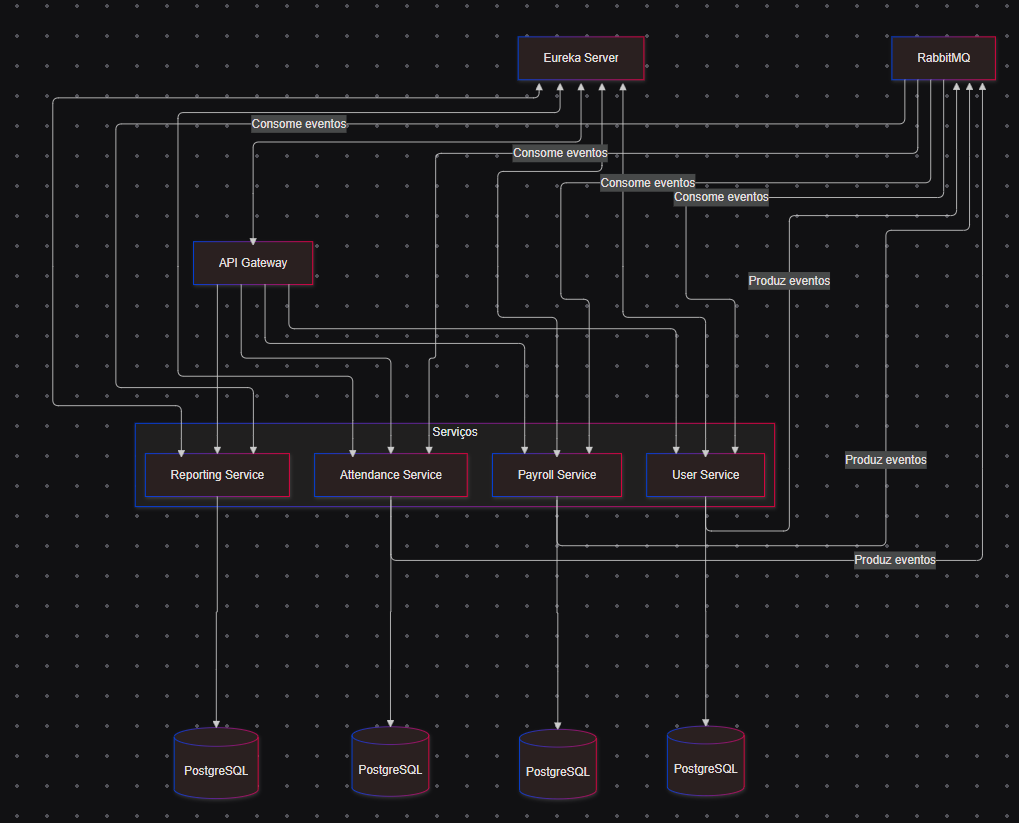 Eureka Server
RabbitMQ
Consome eventos
Consome eventos
Consome eventos
Consome eventos
API Gateway
Produz eventos
Serviços
Produz eventos
Reporting Service
Attendance Service
Payroll Service
User Service
Produz eventos
PostgreSQL
PostgreSQL
PostgreSQL
PostgreSQL